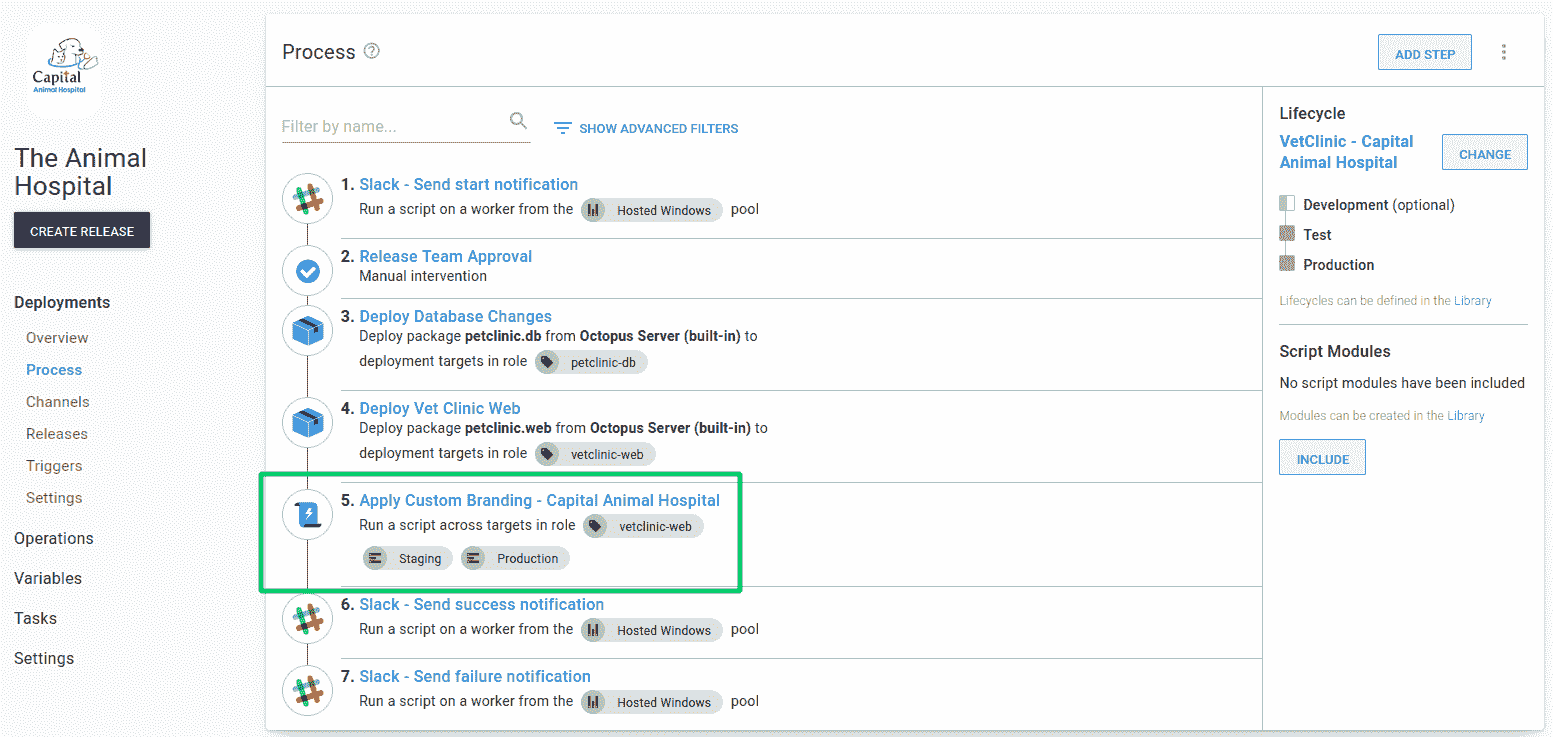 Capital
Animal Hospital
The Animal
Hospital
CREATE RELEASE
Deployments
Overview
Process
Channels
Releases
Triggers
Settings
Operations
Variables
Tasks
Settings
Process ?
ADD STEP
Filter by name...
SHOW ADVANCED FILTERS
1. Slack - Send start notification
Run a script on a worker from the Hosted Windows pool
2. Release Team Approval
Manual intervention
3. Deploy Database Changes
Deploy package petclinic.db from Octopus Server (built-in) to
deployment targets in role petclinic-db
4. Deploy Vet Clinic Web
Deploy package petclinic.web from Octopus Server (built-in) to
deployment targets in role vetclinic-web
5. Apply Custom Branding - Capital Animal Hospital
Run a script across targets in role vetclinic-web
Staging Production
6. Slack - Send success notification
Run a script on a worker from the Hosted Windows pool
7. Slack - Send failure notification
Run a script on a worker from the Hosted Windows pool
Lifecycle
VetClinic - Capital
Animal Hospital
CHANGE
Development (optional)
Test
Production
Lifecycles can be defined in the Library
Script Modules
No script modules have been included
Modules can be created in the Library
INCLUDE